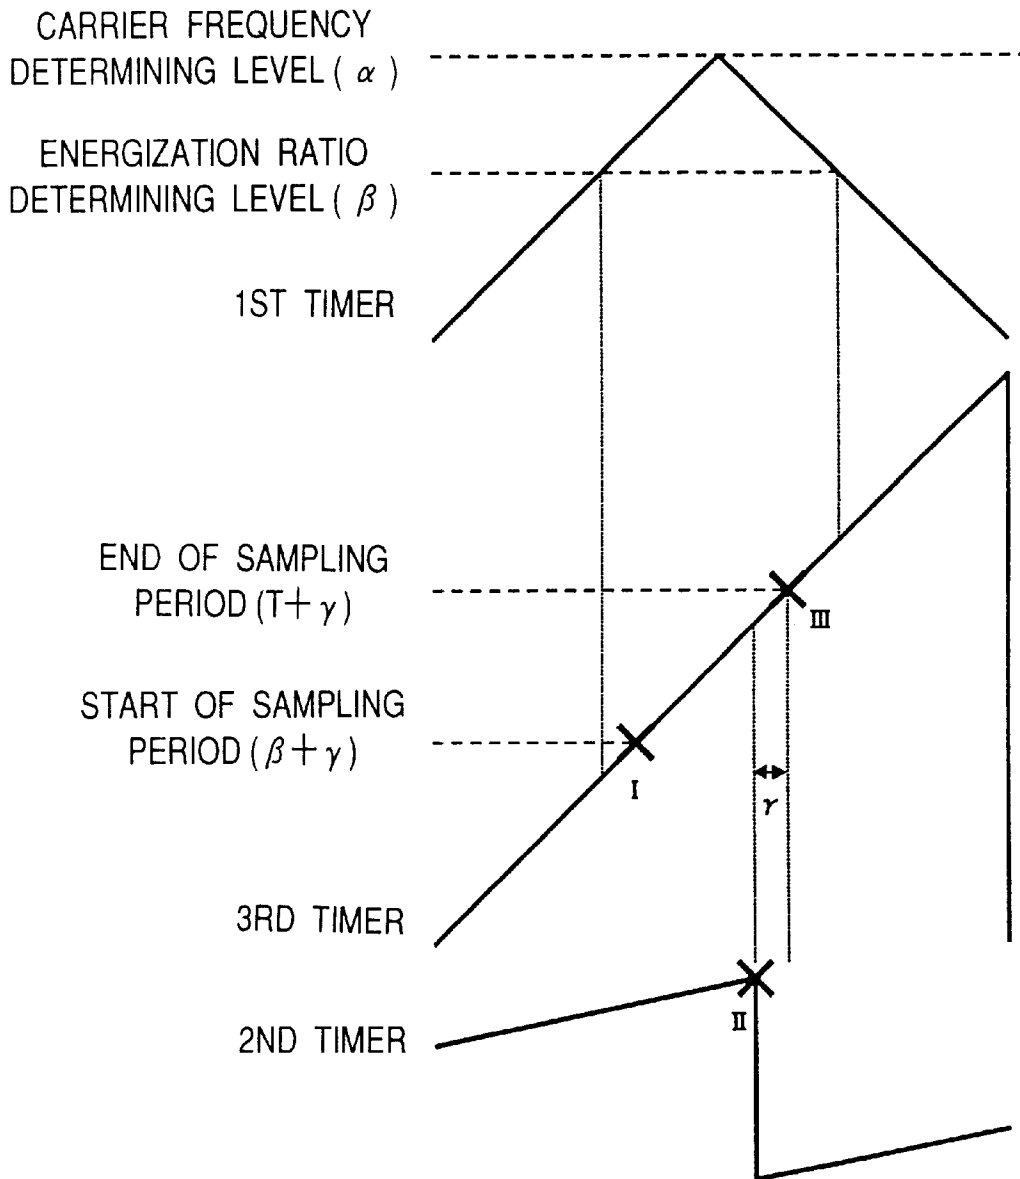 CARRIER FREQUENCY
DETERMINING LEVEL( α )
ENERGIZATION RATIO
DETERMINING LEVEL( β )
1ST TIMER
END OF SAMPLING
PERIOD(T+γ)
III
START OF SAMPLING
PERIOD(β+γ)
I
γ
3RD TIMER
II
2ND TIMER